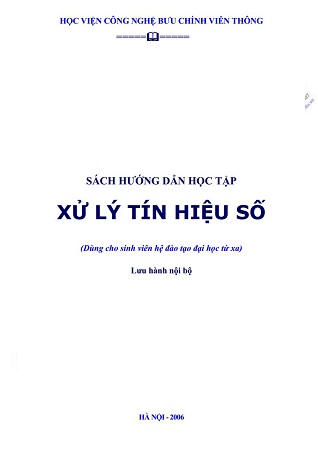 HỌC VIỆN CÔNG NGHỆ BƯU CHÍNH VIỄN THÔNG
SÁCH HƯỚNG DẪN HỌC TẬP
XỬ LÝ TÍN HIỆU SỐ
(Dùng cho sinh viên hệ đào tạo đại học từ xa)
Lưu hành nội bộ
HÀ NỘI - 2006